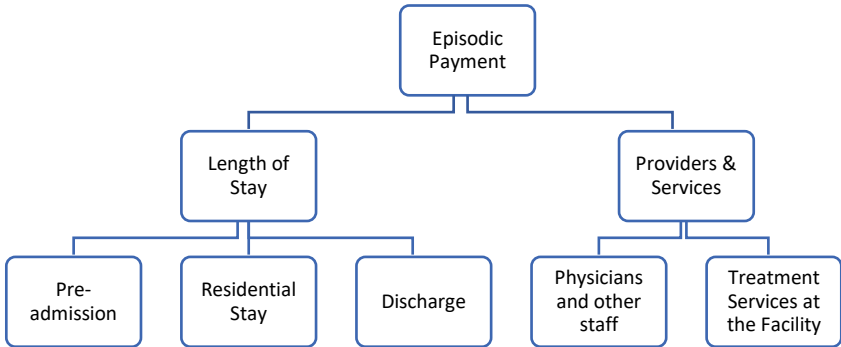 Episodic
Payment
Length of
Stay
Providers &
Services
Pre-
admission
Residential
Stay
Discharge
Physicians
and other
staff
Treatment
Services at
the Facility